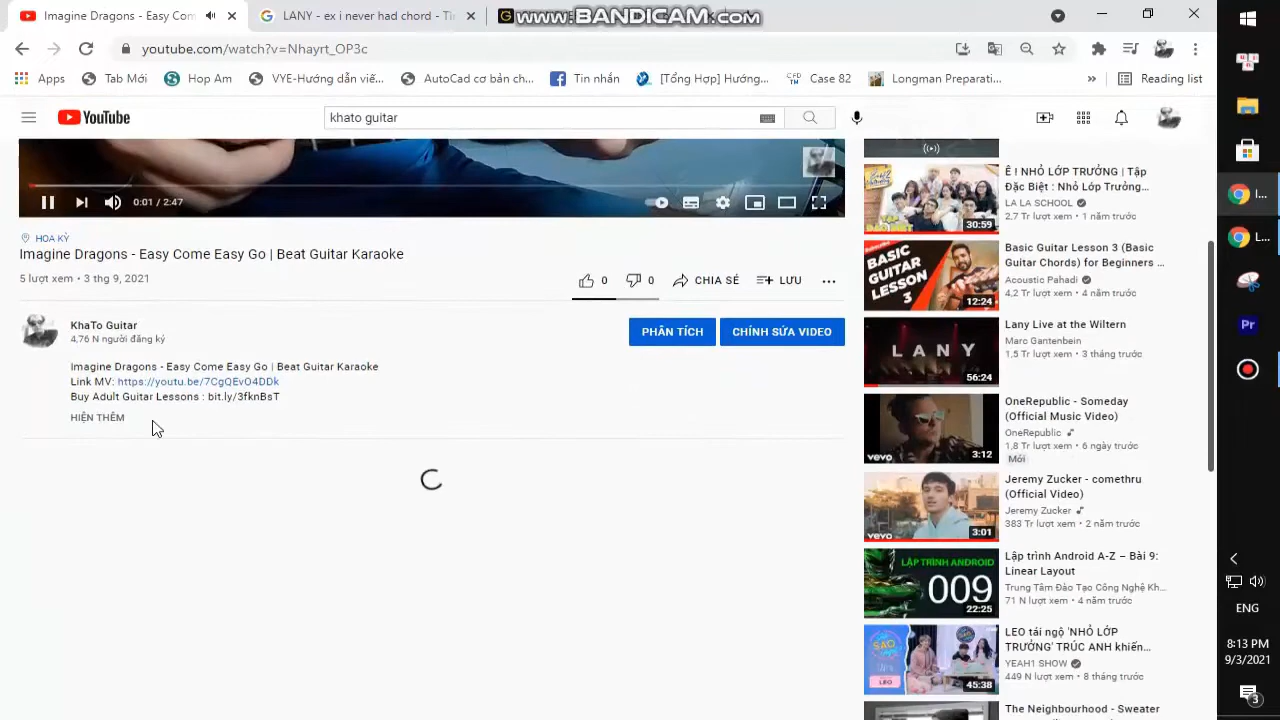 Imagine Dragons - Easy Com
LANY - ex i never had chord - Ti
www.BANDICAM.com
youtube.com/watch?v=Nhayrt_OP3c
Apps
Tab Mới
Hop Am
VYE-Hướng dẫn viế...
AutoCad cơ bản ch...
Tin nhắn
[Tổng Hợp] Hướng...
Case 82
Longman Preparati...
»
Reading list
YouTube
khato guitar
0:01 / 2:47
HOA KỲ
Imagine Dragons - Easy Come Easy Go | Beat Guitar Karaoke
5 lượt xem • 3 thg 9, 2021
0
0
CHIA SẺ
LƯU
KhaTo Guitar
4,76 N người đăng ký
PHÂN TÍCH
CHỈNH SỬA VIDEO
Imagine Dragons - Easy Come Easy Go | Beat Guitar Karaoke
Link MV: https://youtu.be/7CgQEvO4DDk
Buy Adult Guitar Lessons : bit.ly/3fknBsT
HIỆN THÊM
30:59
Ê ! NHỎ LỚP TRƯỞNG | Tập
Đặc Biệt : Nhỏ Lớp Trưởng...
LA LA SCHOOL
2,7 Tr lượt xem • 1 năm trước
BASIC
GUITAR
LESSON
3
12:24
Basic Guitar Lesson 3 (Basic
Guitar Chords) for Beginners ...
Acoustic Pahadi
4,2 Tr lượt xem • 4 năm trước
LANY
56:24
Lany Live at the Wiltern
Marc Gantenbein
1,5 Tr lượt xem • 3 tháng trước
vevo
3:12
OneRepublic - Someday
(Official Music Video)
OneRepublic
1,8 Tr lượt xem • 6 ngày trước
Mới
vevo
3:01
Jeremy Zucker - comethru
(Official Video)
Jeremy Zucker
383 Tr lượt xem • 2 năm trước
LẬP TRÌNH ANDROID
009
22:25
Lập trình Android A-Z – Bài 9:
Linear Layout
Trung Tâm Đào Tạo Công Nghệ Kh...
71 N lượt xem • 4 năm trước
LEO
45:38
LEO tái ngộ 'NHỎ LỚP
TRƯỞNG' TRÚC ANH khiến...
YEAH1 SHOW
449 N lượt xem • 8 tháng trước
The Neighbourhood - Sweater
I...
L...
Pr
ENG
8:13 PM
9/3/2021
3